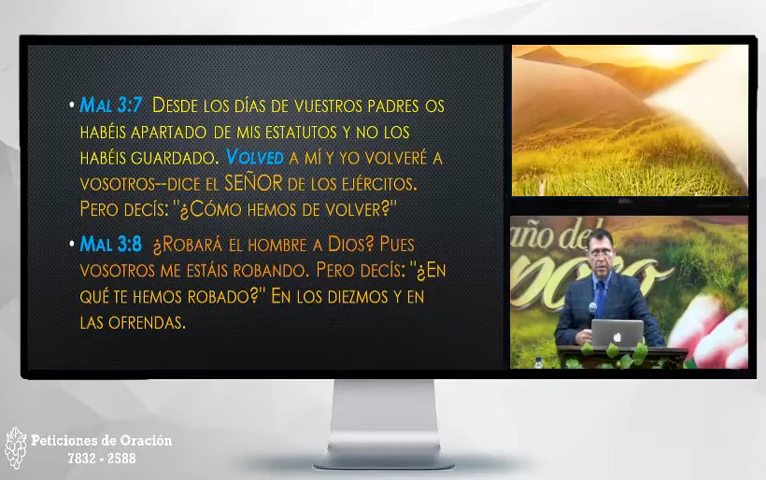 • Mal 3:7 Desde los días de vuestros padres os
habéis apartado de mis estatutos y no los
habéis guardado. Volved a mí y yo volveré a
vosotros--dice el SEÑOR de los ejércitos.
Pero decís: "¿Cómo hemos de volver?"
• Mal 3:8 ¿Robará el hombre a Dios? Pues
vosotros me estáis robando. Pero decís: "¿En
qué te hemos robado?" En los diezmos y en
las ofrendas.
año del
Peticiones de Oración
7832 - 2588